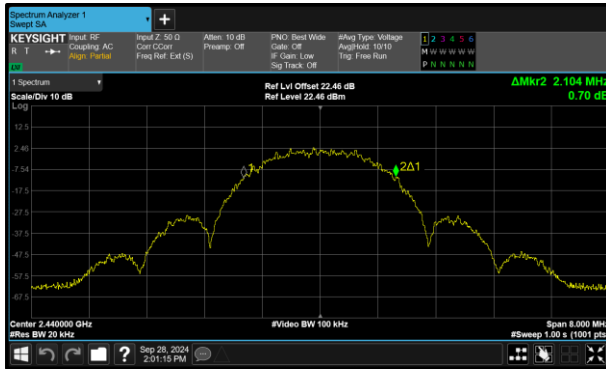 Spectrum Analyzer 1
Swept SA
KEYSIGHT
R T
LXI
Input: RF
Coupling: AC
Align: Partial
Input Z: 50 Ω
Corr CCorr
Freq Ref: Ext (S)
Atten: 10 dB
Preamp: Off
PNO: Best Wide
Gate: Off
IF Gain: Low
Sig Track: Off
#Avg Type: Voltage
Avg|Hold: 10/10
Trig: Free Run
1 2 3 4 5 6
M W W W W W
P N N N N N
1 Spectrum
Scale/Div 10 dB
Ref Lvl Offset 22.46 dB
Ref Level 22.46 dBm
ΔMkr2 2.104 MHz
0.70 dB
Log
12.5
2.46
-7.54
-17.5
-27.5
-37.5
-47.5
-57.5
-67.5
1
2Δ1
Center 2.440000 GHz
#Res BW 20 kHz
#Video BW 100 kHz
Span 8.000 MHz
#Sweep 1.00 s (1001 pts)
?
Sep 28, 2024
2:01:15 PM